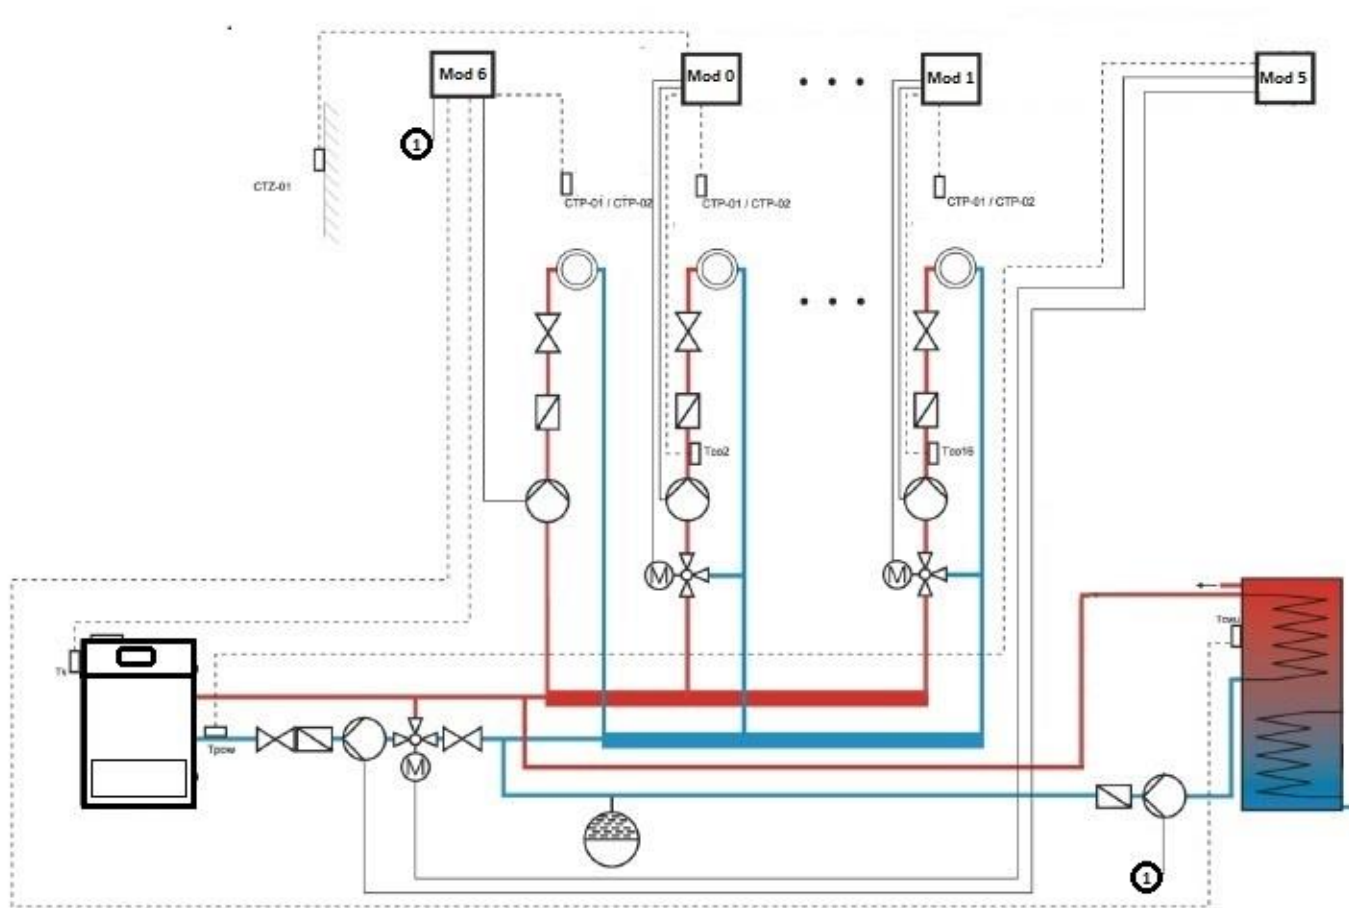 Mod 6
Mod 0
Mod 1
Mod 5
1
CTZ-01
CTP-01 / CTP-02
CTP-01 / CTP-02
CTP-01 / CTP-02
Tco2
Tco16
M
M
Tk
Tpow
M
Tcwu
1